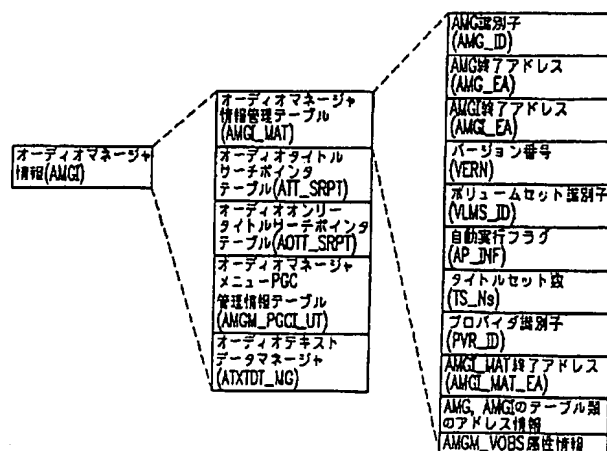 オーディオマネージャ
情報(AMGI)
オーディオマネージャ
情報管理テーブル
(AMGI_MAT)
オーディオタイトル
サーチポインタ
テーブル(ATT_SRPT)
オーディオオンリー
タイトルサーチポインタ
テーブル(AOTT_SRPT)
オーディオマネージャ
メニューPGC
管理情報テーブル
(AMGM_PGCI_UT)
オーディオテキスト
データマネージャ
(ATXTDT_MG)
AMG識別子
(AMG_ID)
AMG終了アドレス
(AMG_EA)
AMGI終了アドレス
(AMGI_EA)
バージョン番号
(VERN)
ボリュームセット識別子
(VLMS_ID)
自動実行フラグ
(AP_INF)
タイトルセット数
(TS_Ns)
プロバイダ識別子
(PVR_ID)
AMGI_MAT終了アドレス
(AMGI_MAT_EA)
AMG, AMGIのテーブル類
のアドレス情報
AMGM_VOBS属性情報